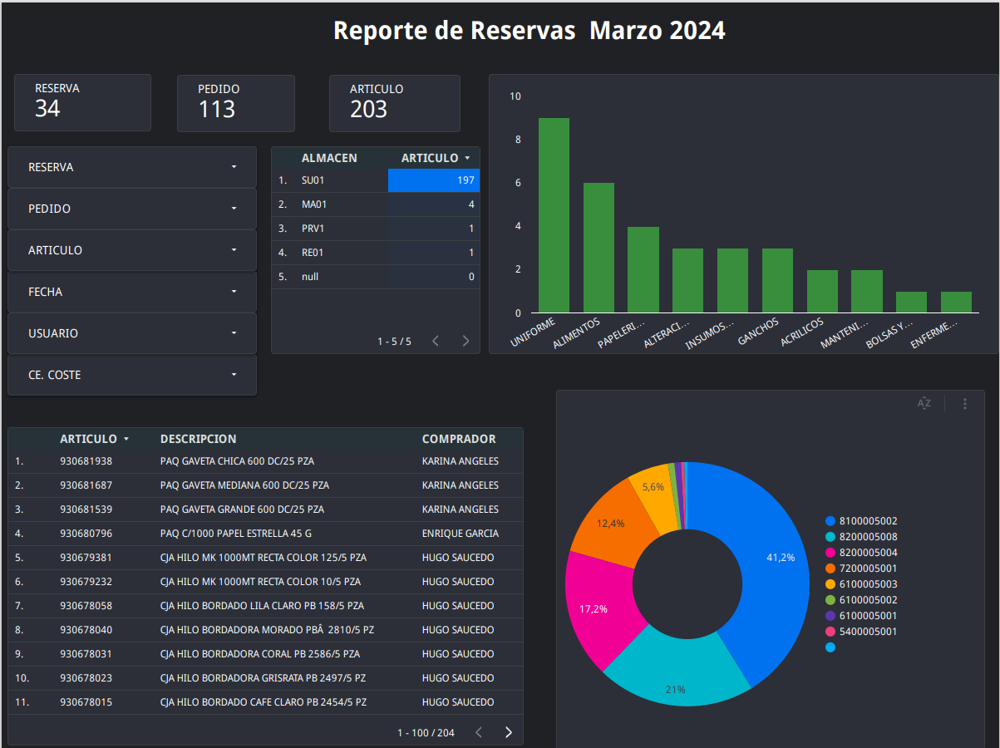 Reporte de Reservas  Marzo 2024
RESERVA
34
PEDIDO
113
ARTICULO
203
RESERVA
PEDIDO
ARTICULO
FECHA
USUARIO
CE. COSTE
ALMACEN ARTICULO
1. SU01 197
2. MA01 4
3. PRV1 1
4. RE01 1
5. null 0
1 - 5 / 5
10
8
6
4
2
0
UNIFORME
ALIMENTOS
PAPELERI…
ALTERACI…
INSUMOS…
GANCHOS
ACRILICOS
MANTENI…
BOLSAS Y…
ENFERME…
ARTICULO DESCRIPCION COMPRADOR
1. 930681938 PAQ GAVETA CHICA 600 DC/25 PZA KARINA ANGELES
2. 930681687 PAQ GAVETA MEDIANA 600 DC/25 PZA KARINA ANGELES
3. 930681539 PAQ GAVETA GRANDE 600 DC/25 PZA KARINA ANGELES
4. 930680796 PAQ C/1000 PAPEL ESTRELLA 45 G ENRIQUE GARCIA
5. 930679381 CJA HILO MK 1000MT RECTA COLOR 125/5 PZA HUGO SAUCEDO
6. 930679232 CJA HILO MK 1000MT RECTA COLOR 10/5 PZA HUGO SAUCEDO
7. 930678058 CJA HILO BORDADO LILA CLARO PB 158/5 PZA HUGO SAUCEDO
8. 930678040 CJA HILO BORDADORA MORADO PBÂ  2810/5 PZ HUGO SAUCEDO
9. 930678031 CJA HILO BORDADORA CORAL PB 2586/5 PZA HUGO SAUCEDO
10. 930678023 CJA HILO BORDADORA GRISRATA PB 2497/5 PZ HUGO SAUCEDO
11. 930678015 CJA HILO BORDADO CAFE CLARO PB 2454/5 PZ HUGO SAUCEDO
1 - 100 / 204
AZ
5,6%
12,4%
41,2%
17,2%
21%
8100005002
8200005008
8200005004
7200005001
6100005003
6100005002
6100005001
5400005001